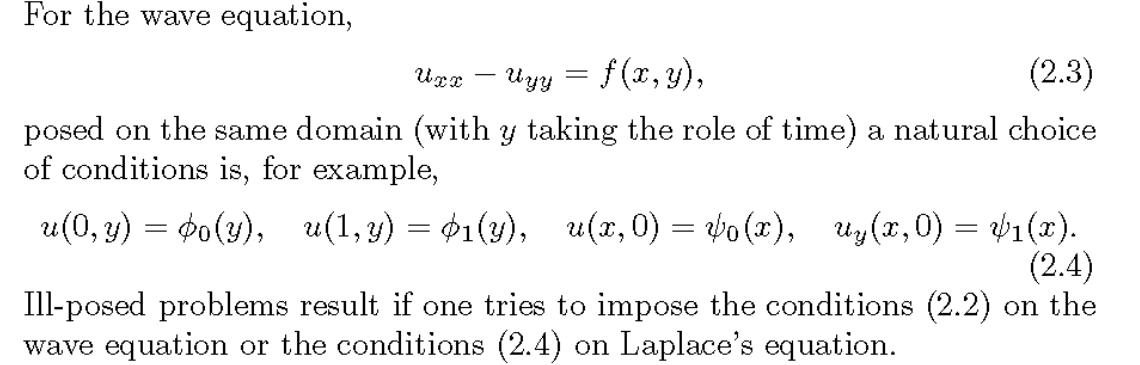 For the wave equation,
u_{xx} − u_{yy} = f(x, y), (2.3)
posed on the same domain (with y taking the role of time) a natural choice
of conditions is, for example,
u(0, y) = ϕ_0(y), u(1, y) = ϕ_1(y), u(x, 0) = ψ_0(x), u_y(x, 0) = ψ_1(x).
(2.4)
Ill-posed problems result if one tries to impose the conditions (2.2) on the
wave equation or the conditions (2.4) on Laplace's equation.